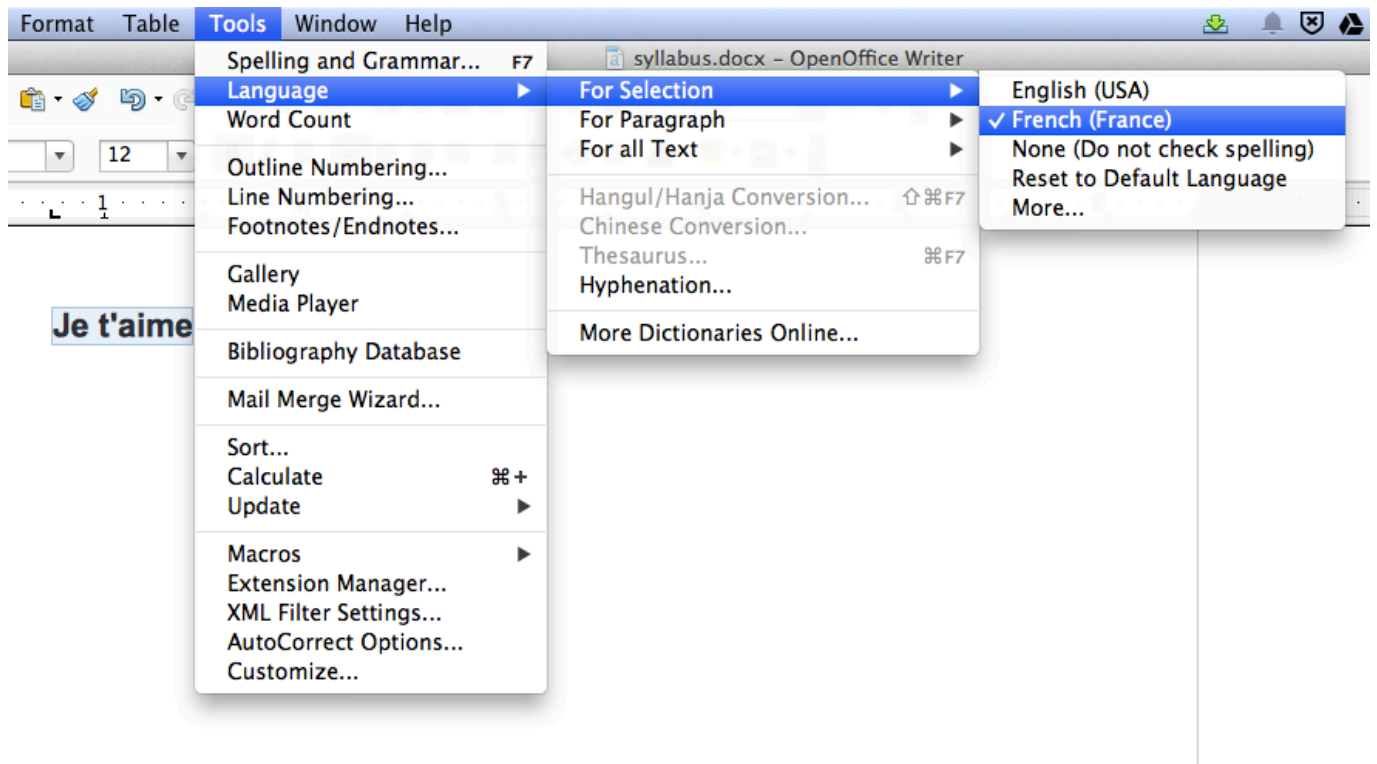 Format Table Tools Window Help
syllabus.docx – OpenOffice Writer
12
1
Je t'aime
Spelling and Grammar... F7
Language
Word Count
Outline Numbering...
Line Numbering...
Footnotes/Endnotes...
Gallery
Media Player
Bibliography Database
Mail Merge Wizard...
Sort...
Calculate ⌘+
Update
Macros
Extension Manager...
XML Filter Settings...
AutoCorrect Options...
Customize...
For Selection
For Paragraph
For all Text
Hangul/Hanja Conversion... ⇧⌘F7
Chinese Conversion...
Thesaurus... ⌘F7
Hyphenation...
More Dictionaries Online...
English (USA)
✓ French (France)
None (Do not check spelling)
Reset to Default Language
More...